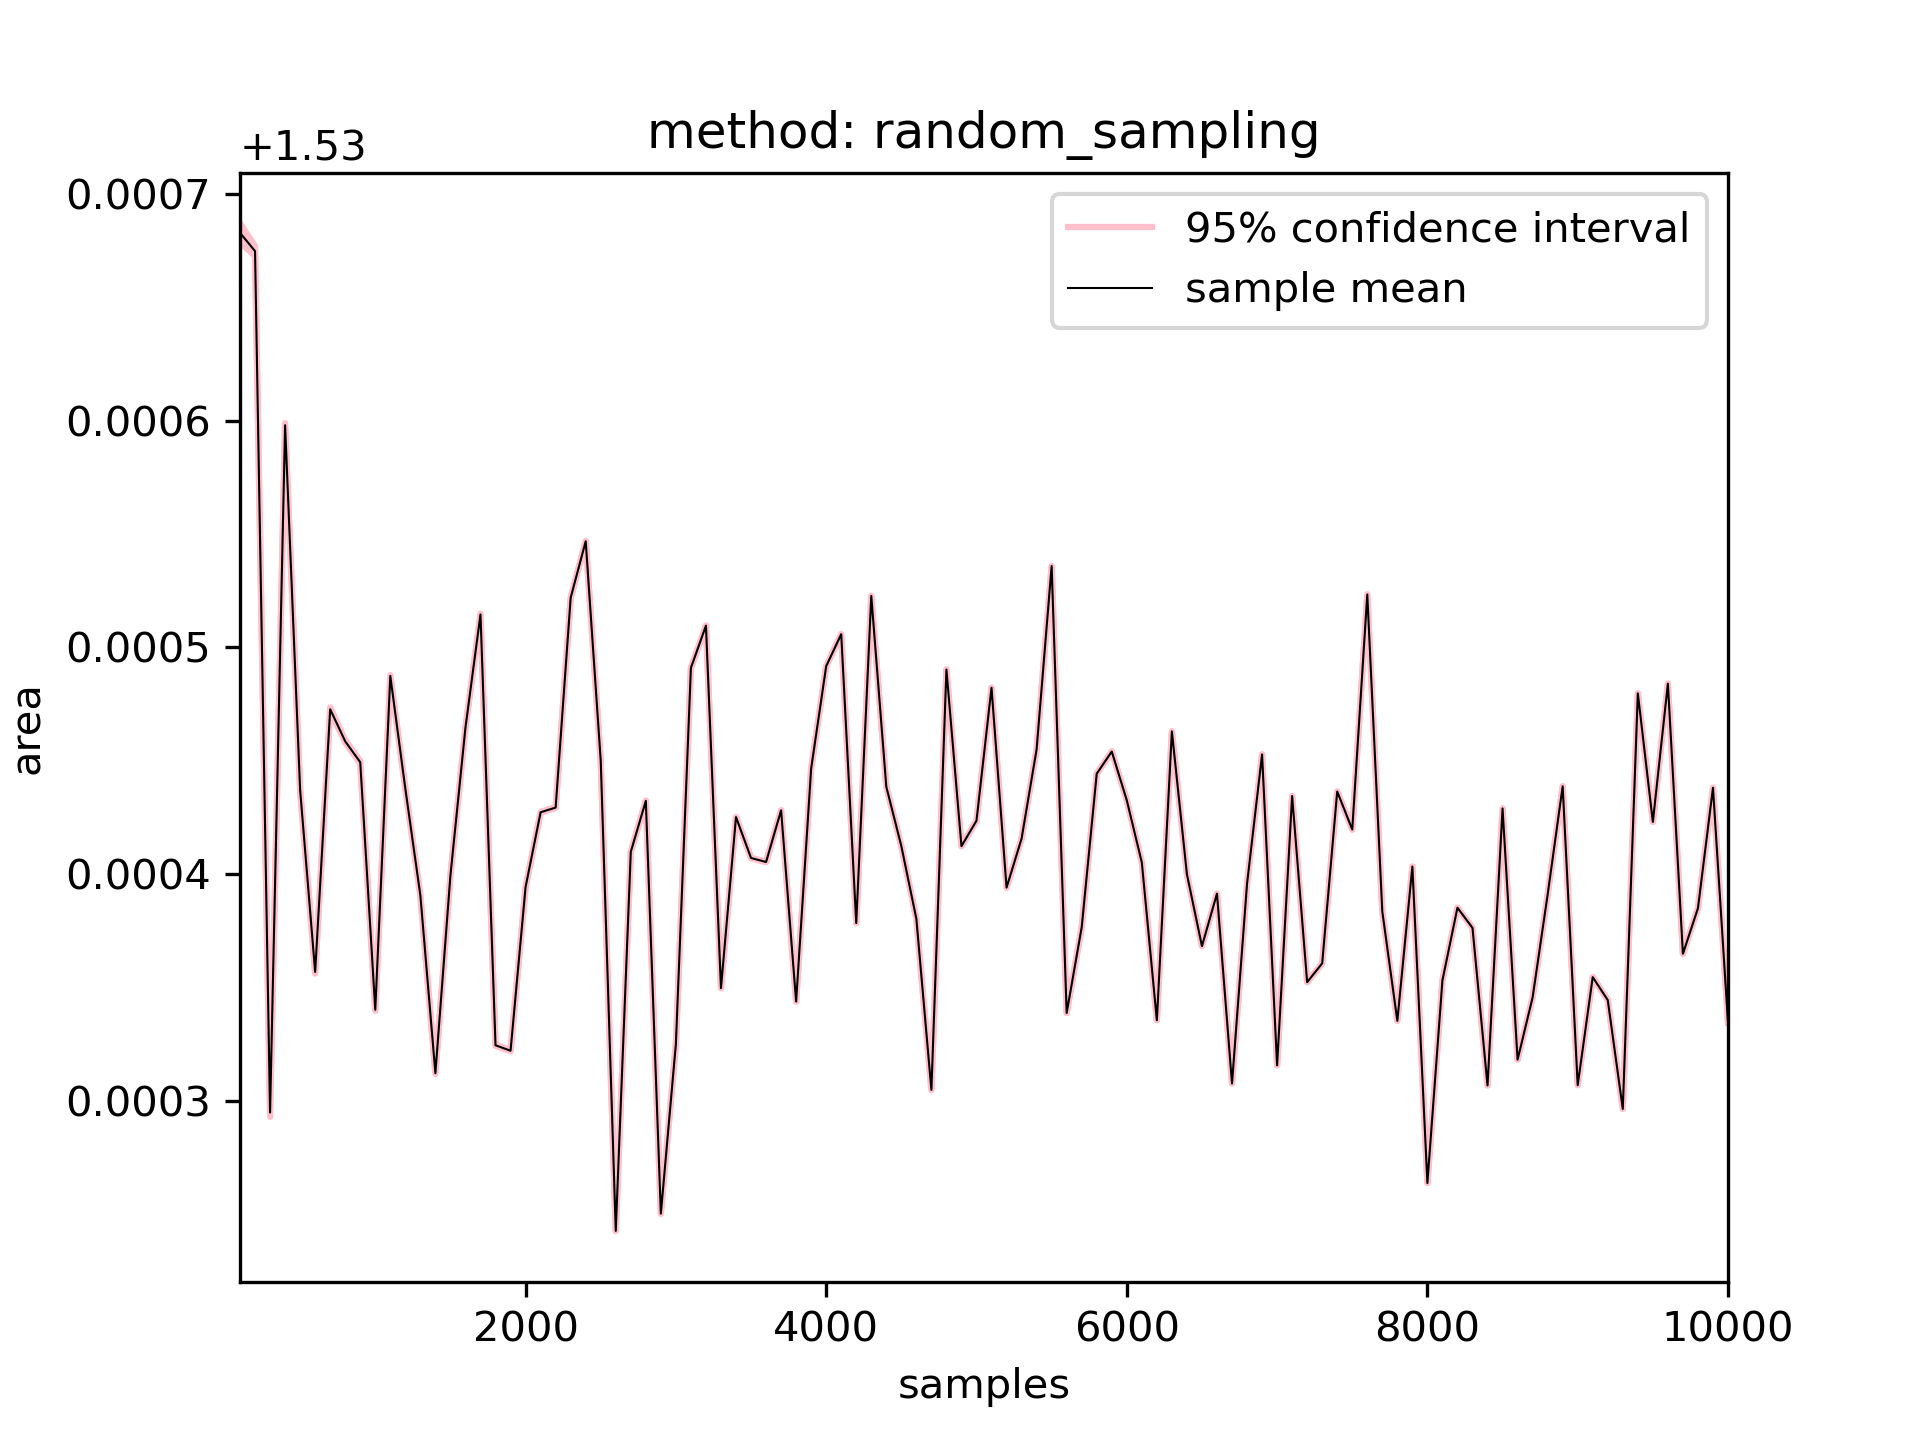 method: random_sampling
+1.53
0.0007
0.0006
0.0005
0.0004
0.0003
area
95% confidence interval
sample mean
2000 4000 6000 8000 10000
samples